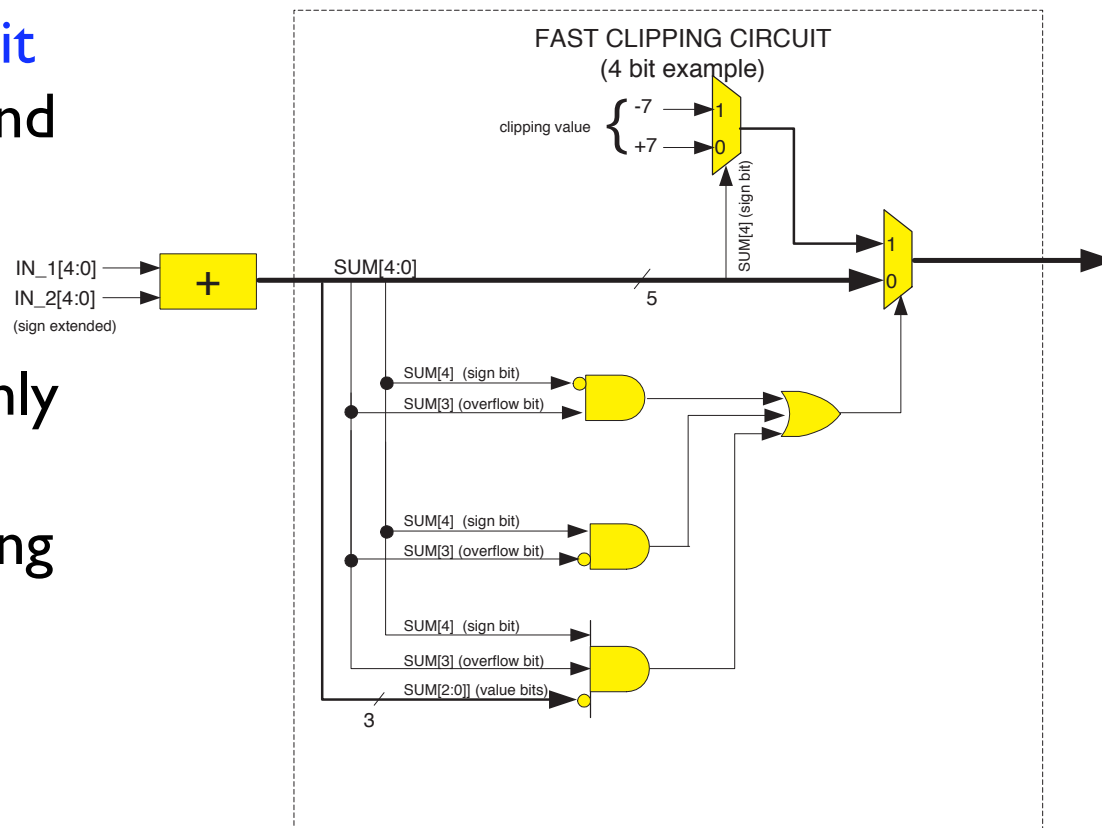 it
nd
nly
ng
FAST CLIPPING CIRCUIT
(4 bit example)
clipping value { -7
+7
1
0
SUM[4] (sign bit)
1
0
IN_1[4:0]
IN_2[4:0]
(sign extended)
+
SUM[4:0]
5
SUM[4] (sign bit)
SUM[3] (overflow bit)
SUM[4] (sign bit)
SUM[3] (overflow bit)
SUM[4] (sign bit)
SUM[3] (overflow bit)
SUM[2:0]] (value bits)
3